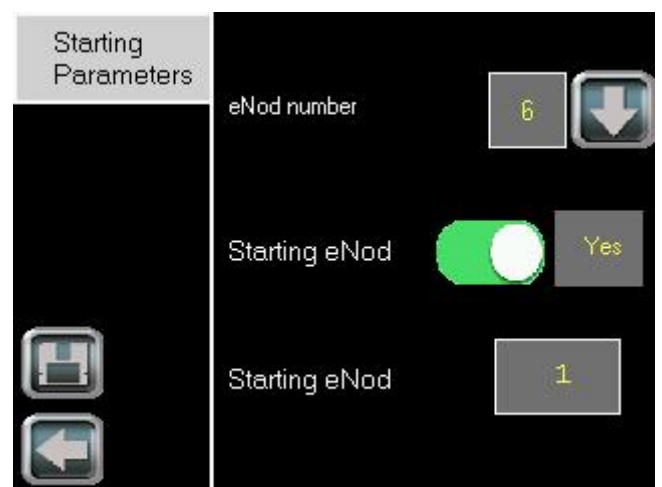 Starting
Parameters
eNod number
6
Starting eNod
Yes
Starting eNod
1